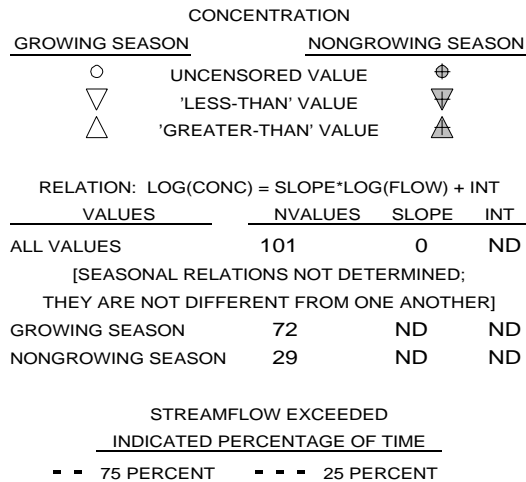 CONCENTRATION
GROWING SEASON NONGROWING SEASON
UNCENSORED VALUE
'LESS-THAN' VALUE
'GREATER-THAN' VALUE
RELATION: LOG(CONC) = SLOPE*LOG(FLOW) + INT
VALUES NVALUES SLOPE INT
ALL VALUES 101 0 ND
[SEASONAL RELATIONS NOT DETERMINED;
THEY ARE NOT DIFFERENT FROM ONE ANOTHER]
GROWING SEASON 72 ND ND
NONGROWING SEASON 29 ND ND
STREAMFLOW EXCEEDED
INDICATED PERCENTAGE OF TIME
75 PERCENT 25 PERCENT